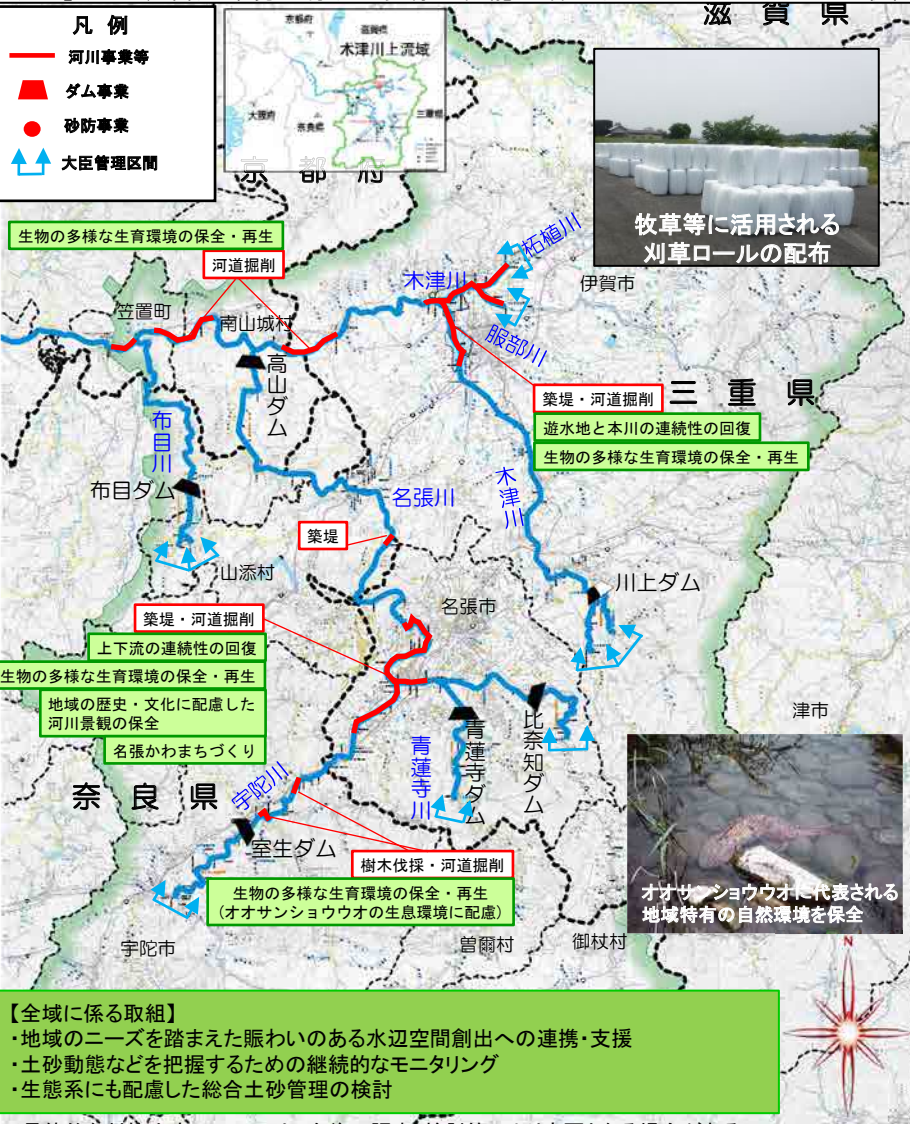 滋賀県
凡例
河川事業等
ダム事業
砂防事業
大臣管理区間
京都府
滋賀県
木津川上流域
大阪府
奈良県
三重県
京都府
牧草等に活用される
刈草ロールの配布
生物の多様な生育環境の保全・再生
河道掘削
柘植川
木津川
伊賀市
笠置町
南山城村
服部川
高山ダム
三重県
築堤・河道掘削
遊水地と本川の連続性の回復
生物の多様な生育環境の保全・再生
布目川
布目ダム
名張川
木津川
築堤
山添村
川上ダム
名張市
築堤・河道掘削
上下流の連続性の回復
生物の多様な生育環境の保全・再生
地域の歴史・文化に配慮した
河川景観の保全
名張かわまちづくり
津市
青蓮寺川
青蓮寺ダム
比奈知ダム
奈良県
宇陀川
室生ダム
樹木伐採・河道掘削
生物の多様な生育環境の保全・再生
(オオサンショウウオの生息環境に配慮)
オオサンショウウオに代表される
地域特有の自然環境を保全
宇陀市
曽爾村
御杖村
N
【全域に係る取組】
・地域のニーズを踏まえた賑わいのある水辺空間創出への連携・支援
・土砂動態などを把握するための継続的なモニタリング
・生態系にも配慮した総合土砂管理の検討